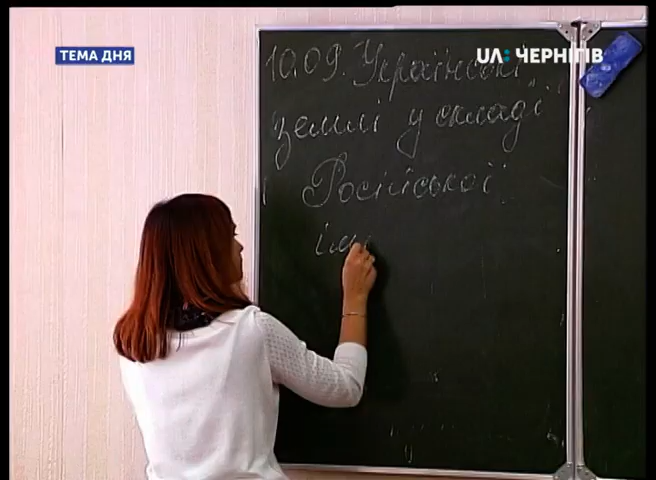 ТЕМА ДНЯ
UA: ЧЕРНІГІВ
10.09. Українські
землі у складі
Російської
ім